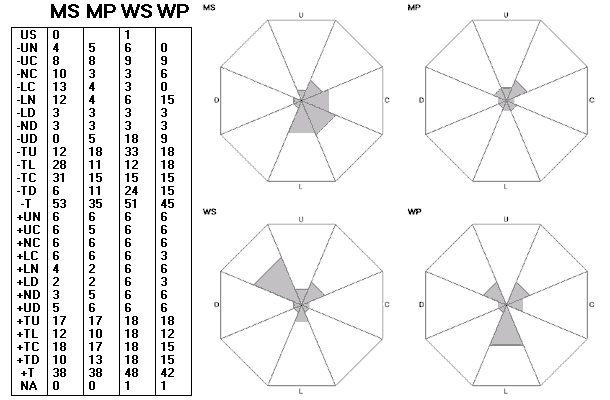 MS MP WS WP
US 0 1
-UN 4 5 6 0
-UC 8 8 9 9
-NC 10 3 3 6
-LC 13 4 3 0
-LN 12 4 6 15
-LD 3 3 3 3
-ND 3 3 3 3
-UD 0 5 18 9
-TU 12 18 33 18
-TL 28 11 12 18
-TC 31 15 15 15
-TD 6 11 24 15
-T 53 35 51 45
+UN 6 6 6 6
+UC 6 5 6 6
+NC 6 6 6 6
+LC 6 6 6 3
+LN 4 2 6 6
+LD 2 2 6 3
+ND 3 5 6 6
+UD 5 6 6 6
+TU 17 17 18 18
+TL 12 10 18 12
+TC 18 17 18 15
+TD 10 13 18 15
+T 38 38 48 42
NA 0 0 1 1
MS
U
D C
L
MP
U
D C
L
WS
U
D C
L
WP
U
D C
L